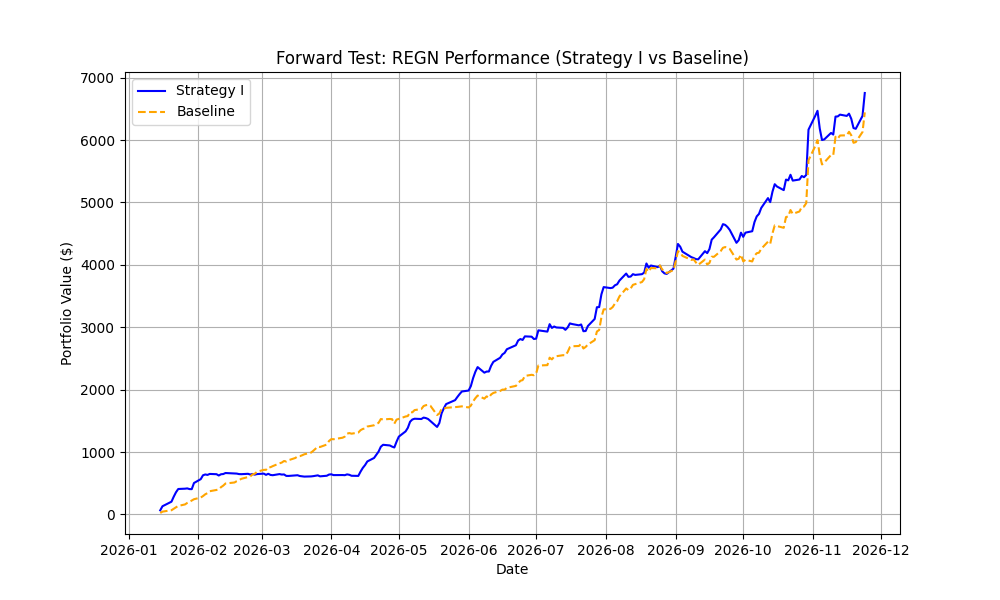 Forward Test: REGN Performance (Strategy I vs Baseline)
Strategy I
Baseline
Portfolio Value ($)
7000
6000
5000
4000
3000
2000
1000
0
2026-01 2026-02 2026-03 2026-04 2026-05 2026-06 2026-07 2026-08 2026-09 2026-10 2026-11 2026-12
Date